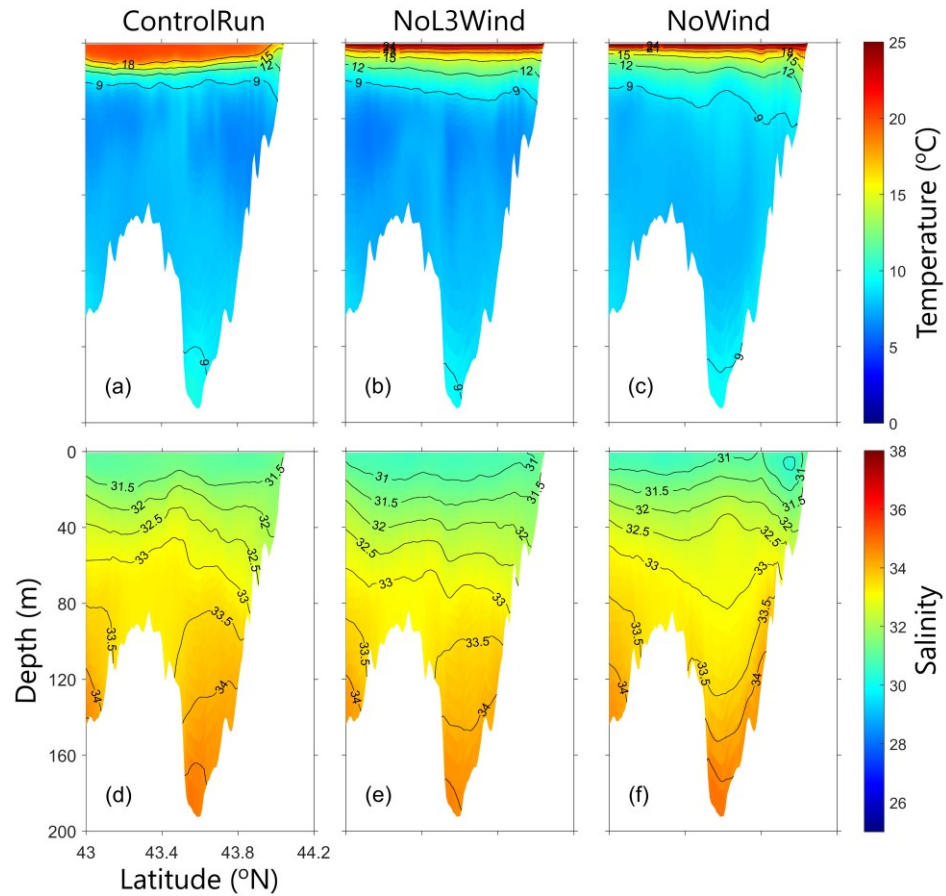 ControlRun NoL3Wind NoWind
18 15 12 9 9 (a)
24 15 12 9 9 (b)
24 18 15 12 9 9 (c)
25
20
15
10
5
0
Temperature (°C)
31.5 32 32.5 33 33.5 34 31.5 32 32.5 33 33.5 34 (d)
31 31.5 32 32.5 33 33.5 34 31 31.5 32 32.5 33 33.5 34 (e)
31 31.5 32 32.5 33 33.5 34 31 31.5 32 33.5 33.5 34 (f)
0
40
80
120
160
200
Depth (m)
43 43.4 43.8 44.2
Latitude (°N)
38
36
34
32
30
28
26
Salinity